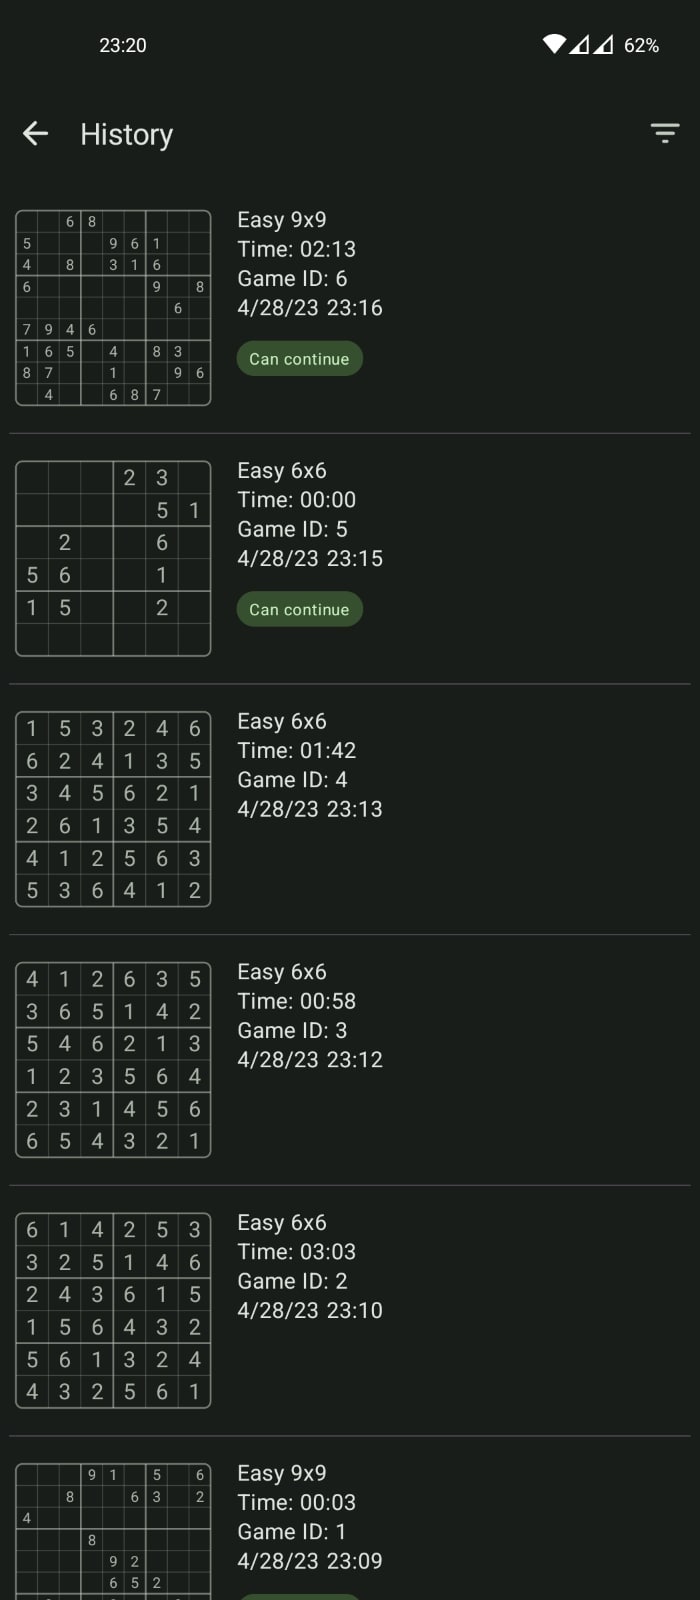 23:20 62%
History
6 8
5 9 6 1
4 8 3 1 6
6 9 8
6
7 9 4 6
1 6 5 4 8 3
8 7 1 9 6
4 6 8 7
Easy 9x9
Time: 02:13
Game ID: 6
4/28/23 23:16
Can continue
2 3
5 1
2 6
5 6 1
1 5 2
Easy 6x6
Time: 00:00
Game ID: 5
4/28/23 23:15
Can continue
1 5 3 2 4 6
6 2 4 1 3 5
3 4 5 6 2 1
2 6 1 3 5 4
4 1 2 5 6 3
5 3 6 4 1 2
Easy 6x6
Time: 01:42
Game ID: 4
4/28/23 23:13
4 1 2 6 3 5
3 6 5 1 4 2
5 4 6 2 1 3
1 2 3 5 6 4
2 3 1 4 5 6
6 5 4 3 2 1
Easy 6x6
Time: 00:58
Game ID: 3
4/28/23 23:12
6 1 4 2 5 3
3 2 5 1 4 6
2 4 3 6 1 5
1 5 6 4 3 2
5 6 1 3 2 4
4 3 2 5 6 1
Easy 6x6
Time: 03:03
Game ID: 2
4/28/23 23:10
9 1 5 6
8 6 3 2
4
8
9 2
6 5 2
Easy 9x9
Time: 00:03
Game ID: 1
4/28/23 23:09